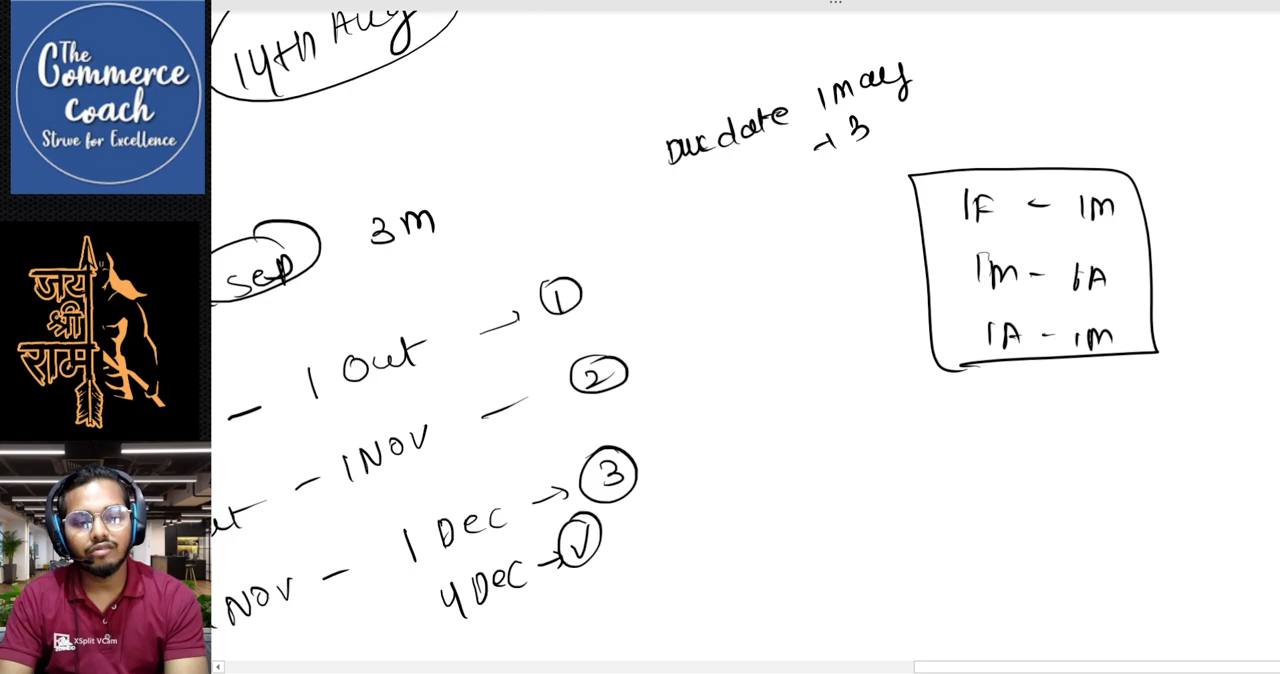 The
Commerce
coach
Strive for Excellence
जय
श्री
राम
XSplit VCam
14th Aug
Due date 1 May
+ 3
sep 3M
1F - 1M
1M - 1A
1A - 1M
- 1 Out → 1
- 1 NOV - 2
NOV - 1 Dec → 3
4 Dec → ✓